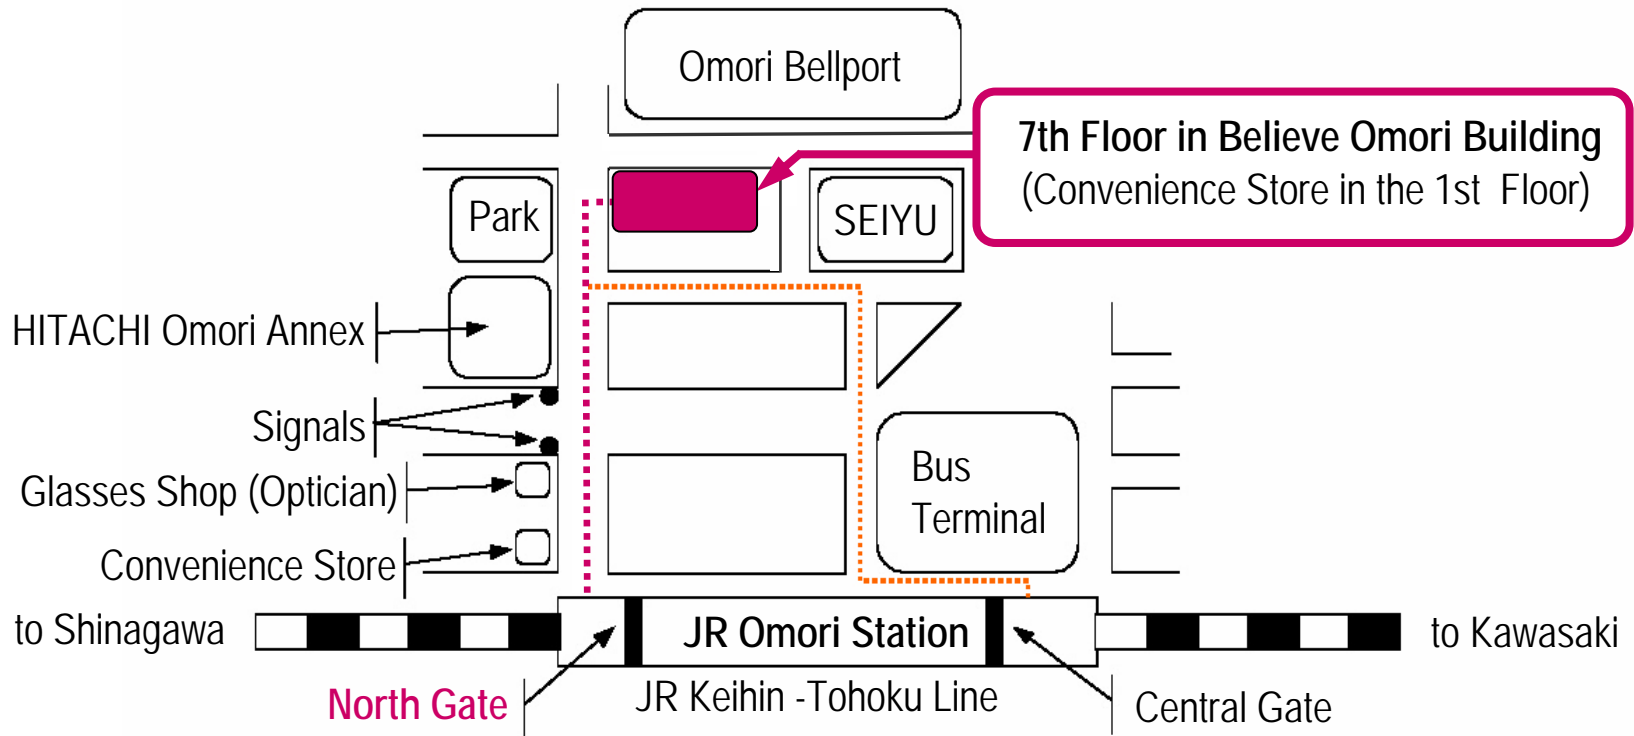 Omori Bellport
7th Floor in Believe Omori Building
(Convenience Store in the 1st Floor)
Park
SEIYU
HITACHI Omori Annex
Signals
Glasses Shop (Optician)
Bus
Terminal
Convenience Store
to Shinagawa
JR Omori Station
to Kawasaki
North Gate
JR Keihin -Tohoku Line
Central Gate